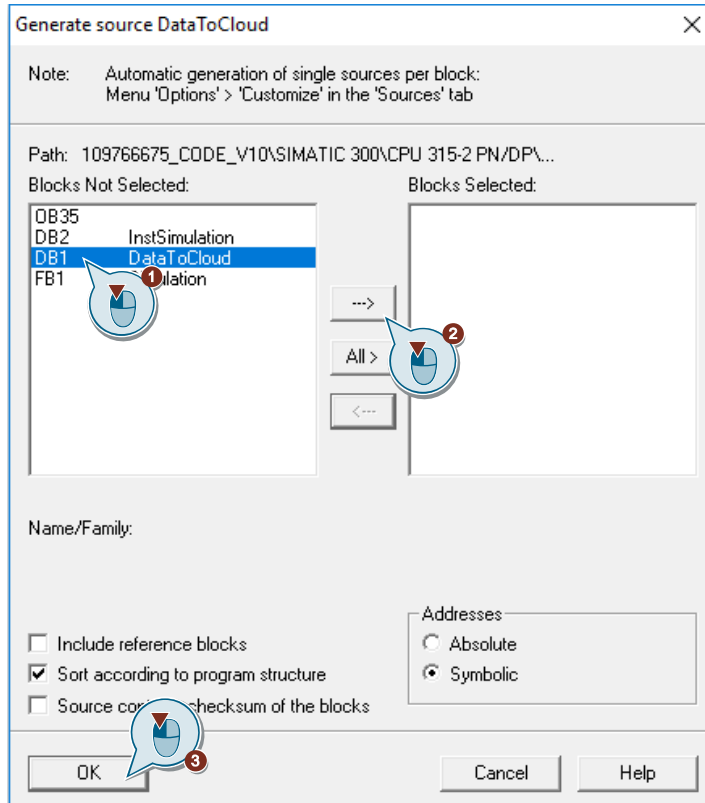 Generate source DataToCloud
Note: Automatic generation of single sources per block:
Menu 'Options' > 'Customize' in the 'Sources' tab
Path: 109766675_CODE_V10\SIMATIC 300\CPU 315-2 PN/DP\...
Blocks Not Selected: Blocks Selected:
OB35
DB2 InstSimulation
DB1 DataToCloud
FB1
1
--->
2
All >
<---
Name/Family:
Addresses
Include reference blocks
Absolute
Sort according to program structure
Symbolic
Source checksum of the blocks
3
OK Cancel Help